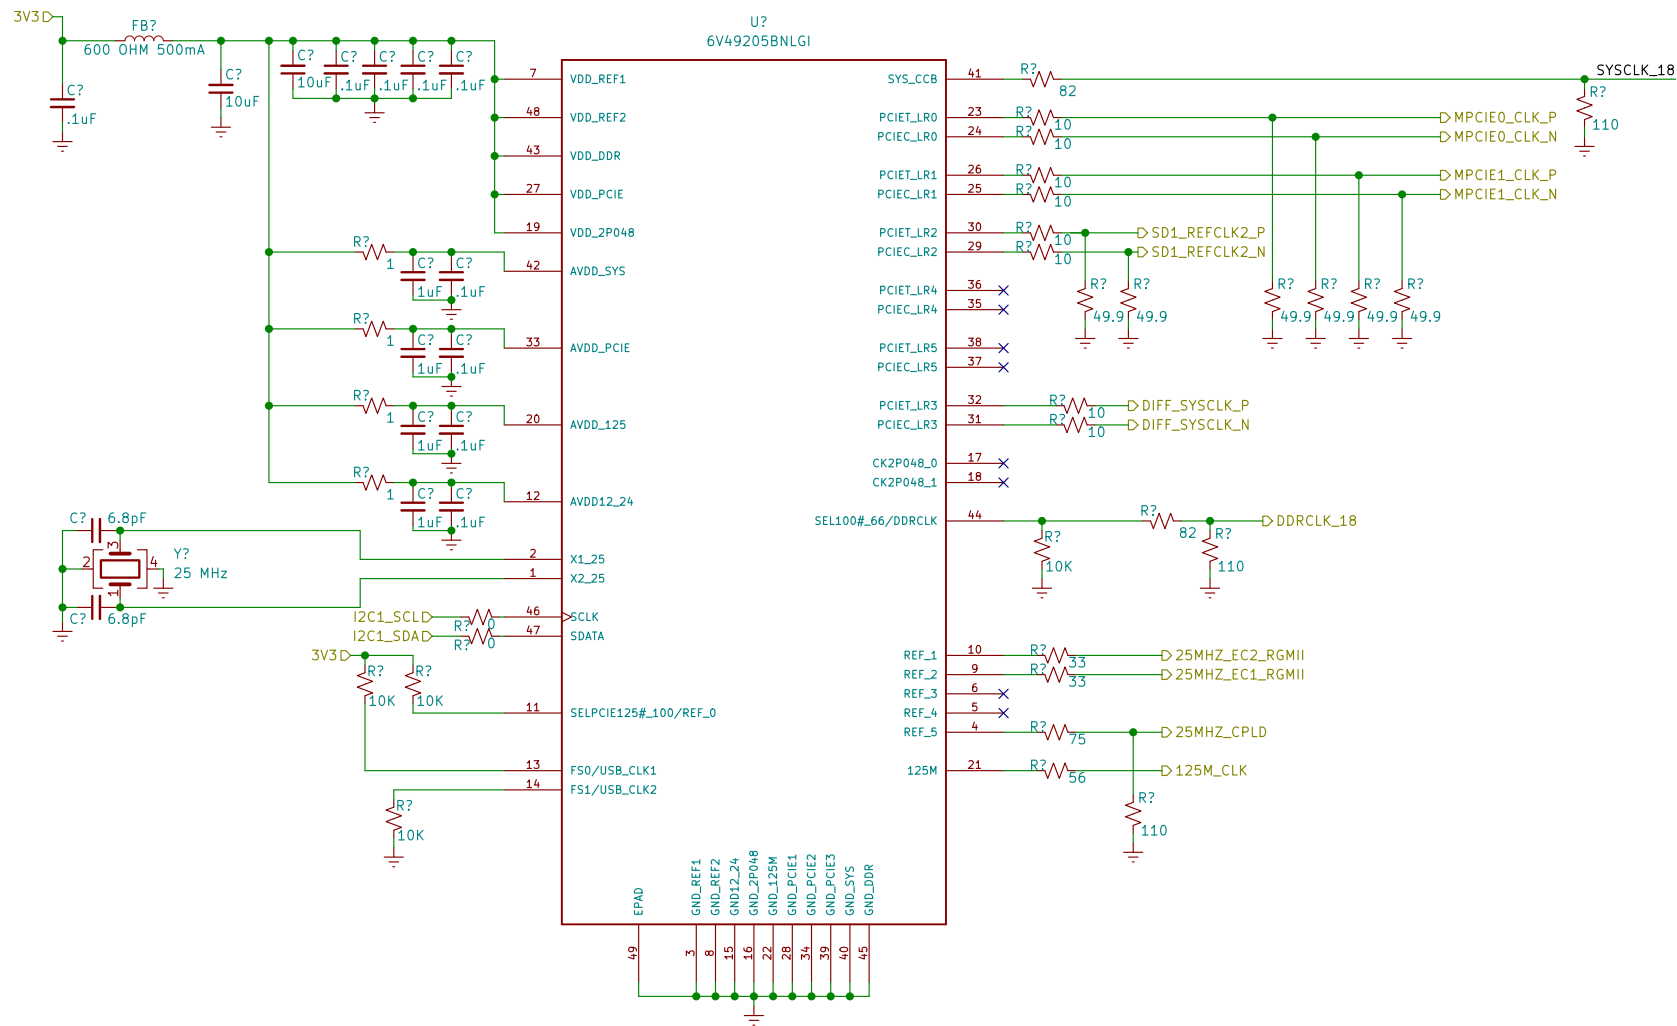 3V3
FB?
600 OHM 500mA
C?
.1uF
C?
10uF
C?
10uF
C?
.1uF
C?
.1uF
C?
.1uF
C?
.1uF
U?
6V49205BNLGI
7 VDD_REF1
48 VDD_REF2
43 VDD_DDR
27 VDD_PCIE
19 VDD_2P048
R?
1
C?
1uF
C?
.1uF
42 AVDD_SYS
R?
1
C?
1uF
C?
.1uF
33 AVDD_PCIE
R?
1
C?
1uF
C?
.1uF
20 AVDD_125
R?
1
C?
1uF
C?
.1uF
12 AVDD12_24
C? 6.8pF
3
2 4
1
Y?
25 MHz
C? 6.8pF
2 X1_25
1 X2_25
I2C1_SCL R? 0 46 SCLK
I2C1_SDA R? 0 47 SDATA
3V3
R?
10K
R?
10K
11 SELPCIE125#_100/REF_0
13 FS0/USB_CLK1
14 FS1/USB_CLK2
R?
10K
SYS_CCB 41 R? 82 SYSCLK_18
R?
110
PCIET_LR0 23 R? 10 MPCIE0_CLK_P
PCIEC_LR0 24 R? 10 MPCIE0_CLK_N
PCIET_LR1 26 R? 10 MPCIE1_CLK_P
PCIEC_LR1 25 R? 10 MPCIE1_CLK_N
PCIET_LR2 30 R? 10 SD1_REFCLK2_P
PCIEC_LR2 29 R? 10 SD1_REFCLK2_N
R? R? R? R? R? R?
49.9 49.9 49.9 49.9 49.9 49.9
PCIET_LR4 36
PCIEC_LR4 35
PCIET_LR5 38
PCIEC_LR5 37
PCIET_LR3 32 R? 10 DIFF_SYSCLK_P
PCIEC_LR3 31 R? 10 DIFF_SYSCLK_N
CK2P048_0 17
CK2P048_1 18
SEL100#_66/DDRCLK 44 R? 82 DDRCLK_18
R?
10K
R?
110
REF_1 10 R? 33 25MHZ_EC2_RGMII
REF_2 9 R? 33 25MHZ_EC1_RGMII
REF_3 6
REF_4 5
REF_5 4 R? 75 25MHZ_CPLD
125M 21 R? 56 125M_CLK
R?
110
EPAD GND_REF1 GND_REF2 GND12_24 GND_2P048 GND_125M GND_PCIE1 GND_PCIE2 GND_PCIE3 GND_SYS GND_DDR
49 3 8 15 16 22 28 34 39 40 45